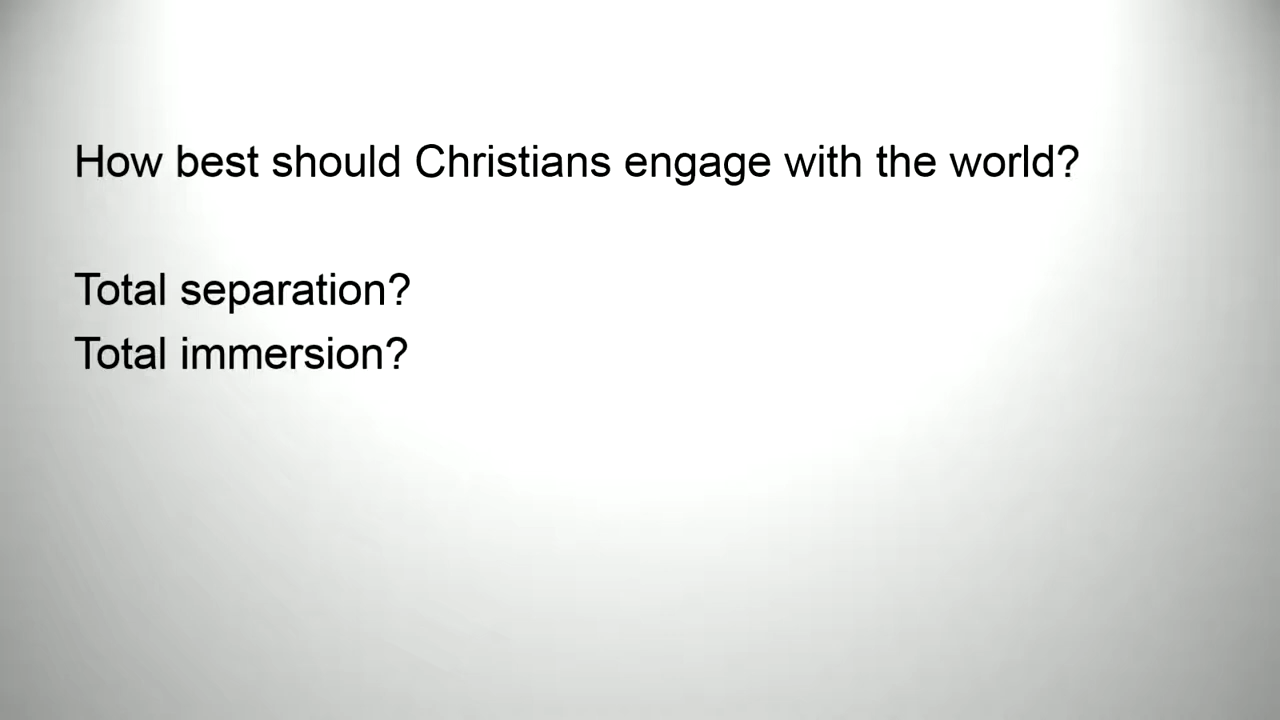 How best should Christians engage with the world?
Total separation?
Total immersion?